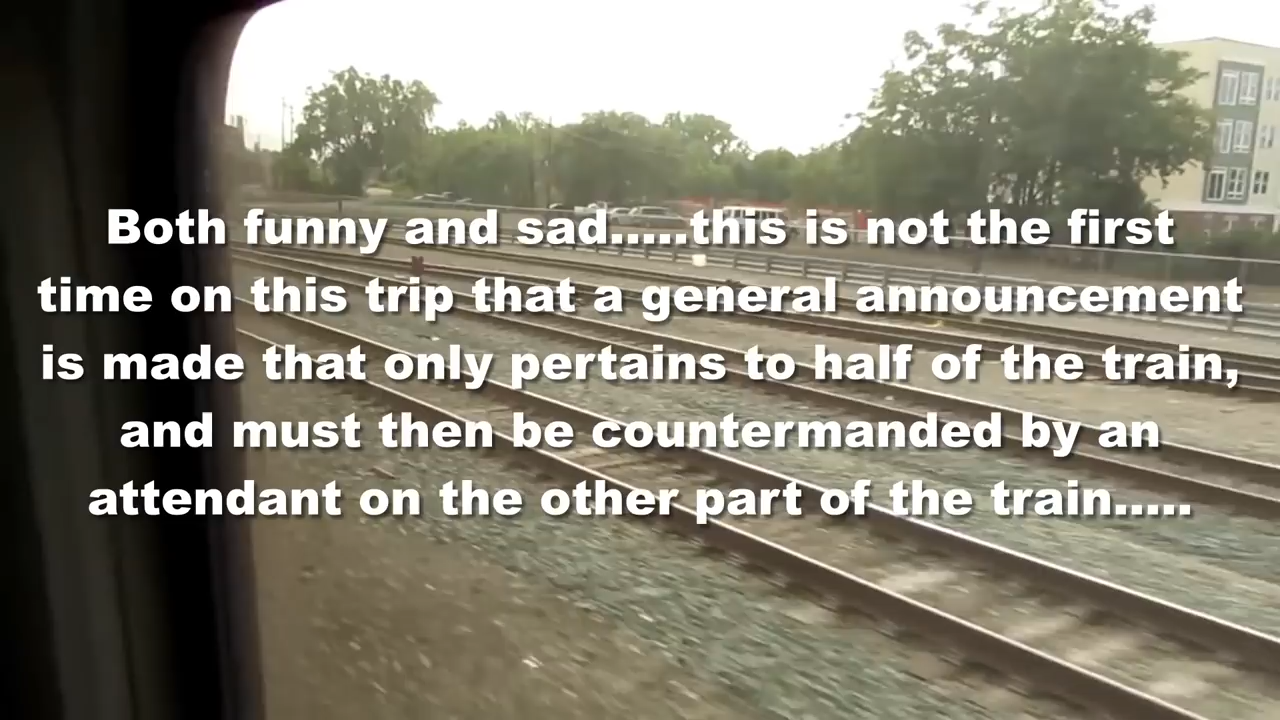 Both funny and sad.....this is not the first
time on this trip that a general announcement
is made that only pertains to half of the train,
and must then be countermanded by an
attendant on the other part of the train.....